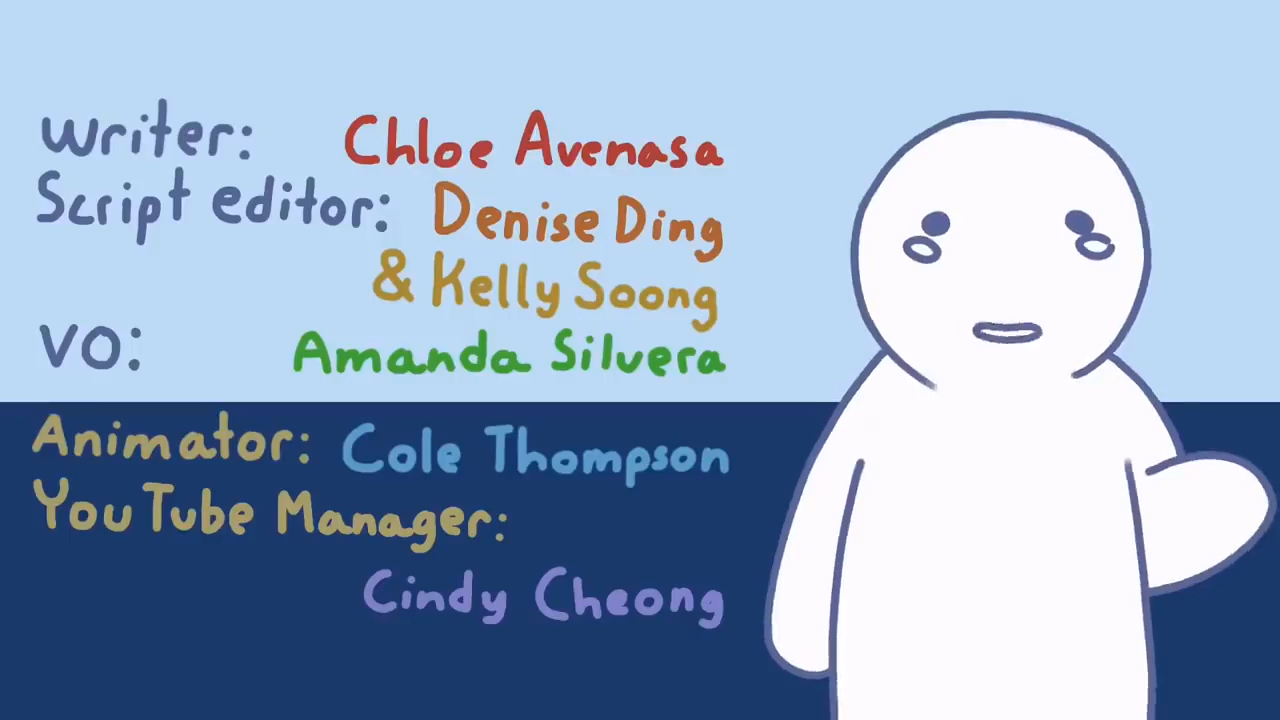 Writer: Chloe Avenasa
Script editor: Denise Ding
& Kelly Soong
VO: Amanda Silvera
Animator: Cole Thompson
YouTube Manager:
Cindy Cheong